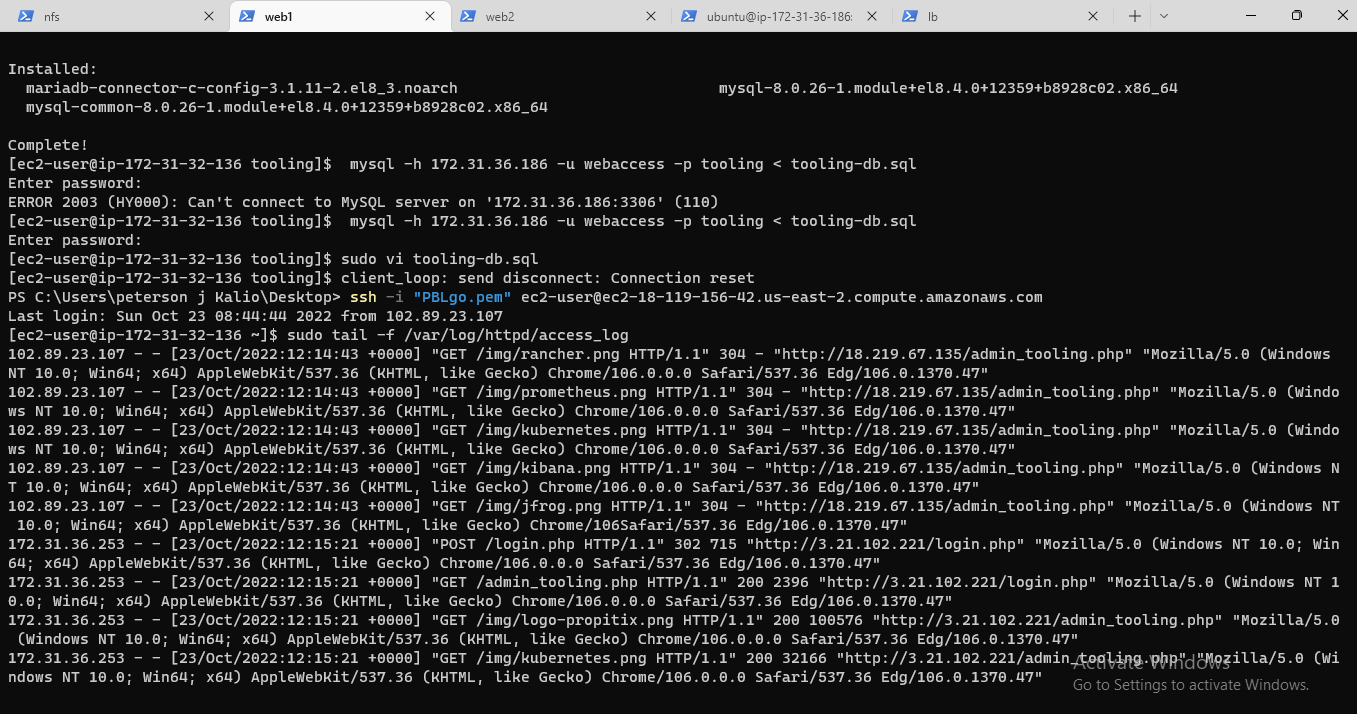 nfs
web1
web2
ubuntu@ip-172-31-36-186:
lb
Installed:
mariadb-connector-c-config-3.1.11-2.el8_3.noarch mysql-8.0.26-1.module+el8.4.0+12359+b8928c02.x86_64
mysql-common-8.0.26-1.module+el8.4.0+12359+b8928c02.x86_64
Complete!
[ec2-user@ip-172-31-32-136 tooling]$  mysql -h 172.31.36.186 -u webaccess -p tooling < tooling-db.sql
Enter password:
ERROR 2003 (HY000): Can't connect to MySQL server on '172.31.36.186:3306' (110)
[ec2-user@ip-172-31-32-136 tooling]$  mysql -h 172.31.36.186 -u webaccess -p tooling < tooling-db.sql
Enter password:
[ec2-user@ip-172-31-32-136 tooling]$ sudo vi tooling-db.sql
[ec2-user@ip-172-31-32-136 tooling]$ client_loop: send disconnect: Connection reset
PS C:\Users\peterson j Kalio\Desktop> ssh -i "PBLgo.pem" ec2-user@ec2-18-119-156-42.us-east-2.compute.amazonaws.com
Last login: Sun Oct 23 08:44:44 2022 from 102.89.23.107
[ec2-user@ip-172-31-32-136 ~]$ sudo tail -f /var/log/httpd/access_log
102.89.23.107 - - [23/Oct/2022:12:14:43 +0000] "GET /img/rancher.png HTTP/1.1" 304 - "http://18.219.67.135/admin_tooling.php" "Mozilla/5.0 (Windows
NT 10.0; Win64; x64) AppleWebKit/537.36 (KHTML, like Gecko) Chrome/106.0.0.0 Safari/537.36 Edg/106.0.1370.47"
102.89.23.107 - - [23/Oct/2022:12:14:43 +0000] "GET /img/prometheus.png HTTP/1.1" 304 - "http://18.219.67.135/admin_tooling.php" "Mozilla/5.0 (Windo
ws NT 10.0; Win64; x64) AppleWebKit/537.36 (KHTML, like Gecko) Chrome/106.0.0.0 Safari/537.36 Edg/106.0.1370.47"
102.89.23.107 - - [23/Oct/2022:12:14:43 +0000] "GET /img/kubernetes.png HTTP/1.1" 304 - "http://18.219.67.135/admin_tooling.php" "Mozilla/5.0 (Windo
ws NT 10.0; Win64; x64) AppleWebKit/537.36 (KHTML, like Gecko) Chrome/106.0.0.0 Safari/537.36 Edg/106.0.1370.47"
102.89.23.107 - - [23/Oct/2022:12:14:43 +0000] "GET /img/kibana.png HTTP/1.1" 304 - "http://18.219.67.135/admin_tooling.php" "Mozilla/5.0 (Windows N
T 10.0; Win64; x64) AppleWebKit/537.36 (KHTML, like Gecko) Chrome/106.0.0.0 Safari/537.36 Edg/106.0.1370.47"
102.89.23.107 - - [23/Oct/2022:12:14:43 +0000] "GET /img/jfrog.png HTTP/1.1" 304 - "http://18.219.67.135/admin_tooling.php" "Mozilla/5.0 (Windows NT
10.0; Win64; x64) AppleWebKit/537.36 (KHTML, like Gecko) Chrome/106Safari/537.36 Edg/106.0.1370.47"
172.31.36.253 - - [23/Oct/2022:12:15:21 +0000] "POST /login.php HTTP/1.1" 302 715 "http://3.21.102.221/login.php" "Mozilla/5.0 (Windows NT 10.0; Win
64; x64) AppleWebKit/537.36 (KHTML, like Gecko) Chrome/106.0.0.0 Safari/537.36 Edg/106.0.1370.47"
172.31.36.253 - - [23/Oct/2022:12:15:21 +0000] "GET /admin_tooling.php HTTP/1.1" 200 2396 "http://3.21.102.221/login.php" "Mozilla/5.0 (Windows NT 1
0.0; Win64; x64) AppleWebKit/537.36 (KHTML, like Gecko) Chrome/106.0.0.0 Safari/537.36 Edg/106.0.1370.47"
172.31.36.253 - - [23/Oct/2022:12:15:21 +0000] "GET /img/logo-propitix.png HTTP/1.1" 200 100576 "http://3.21.102.221/admin_tooling.php" "Mozilla/5.0
(Windows NT 10.0; Win64; x64) AppleWebKit/537.36 (KHTML, like Gecko) Chrome/106.0.0.0 Safari/537.36 Edg/106.0.1370.47"
172.31.36.253 - - [23/Oct/2022:12:15:21 +0000] "GET /img/kubernetes.png HTTP/1.1" 200 32166 "http://3.21.102.221/admin_tooling.php" "Mozilla/5.0 (Wi
ndows NT 10.0; Win64; x64) AppleWebKit/537.36 (KHTML, like Gecko) Chrome/106.0.0.0 Safari/537.36 Edg/106.0.1370.47"
Activate Windows
Go to Settings to activate Windows.